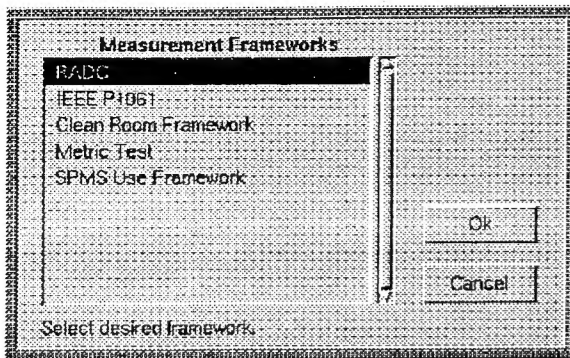 Measurement Frameworks
RADC
IEEE P1061
Clean Room Framework
Metric Test
SPMS Use Framework
Ok
Cancel
Select desired framework.